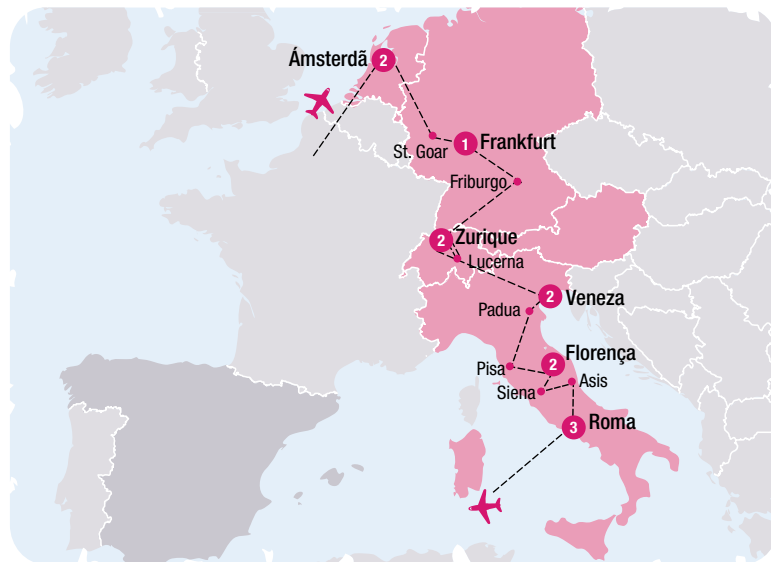 Ámsterdã
2
St. Goar
1
Frankfurt
Friburgo
2
Zurique
Lucerna
2
Veneza
Padua
Florença
2
Pisa
Asis
Siena
3
Roma